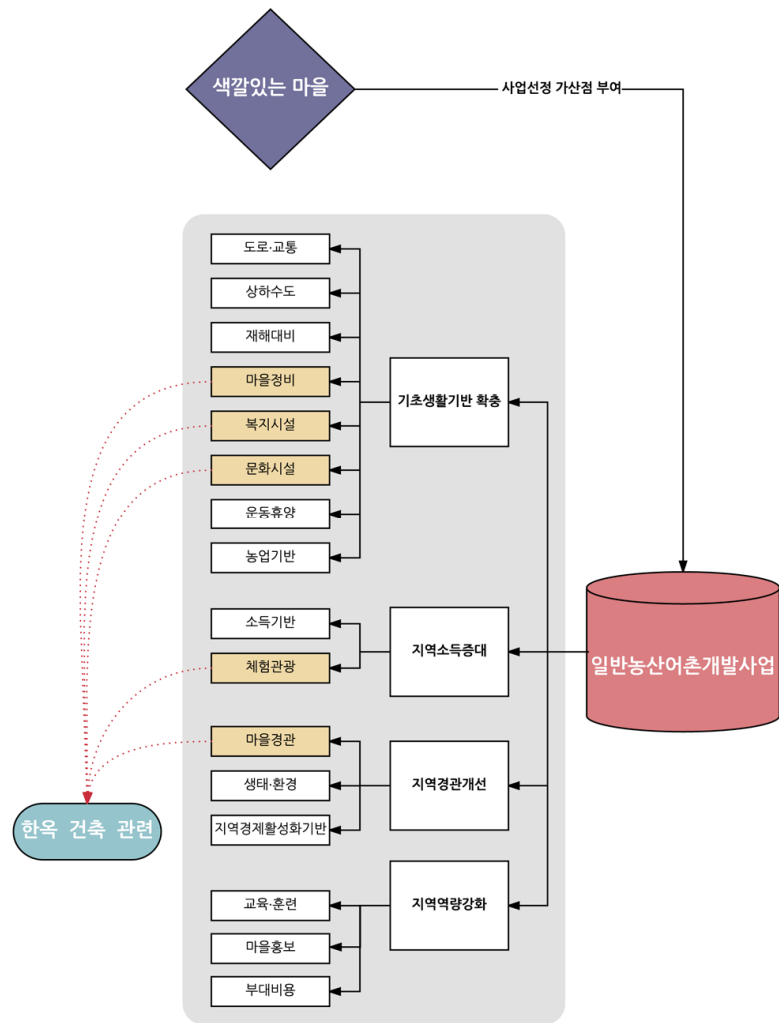 색깔있는 마을
사업선정 가산점 부여
도로·교통
상하수도
재해대비
마을정비
복지시설
문화시설
운동휴양
농업기반
기초생활기반 확충
소득기반
체험관광
지역소득증대
일반농산어촌개발사업
마을경관
생태·환경
지역경제활성화기반
지역경관개선
한옥 건축 관련
교육·훈련
마을홍보
부대비용
지역역량강화